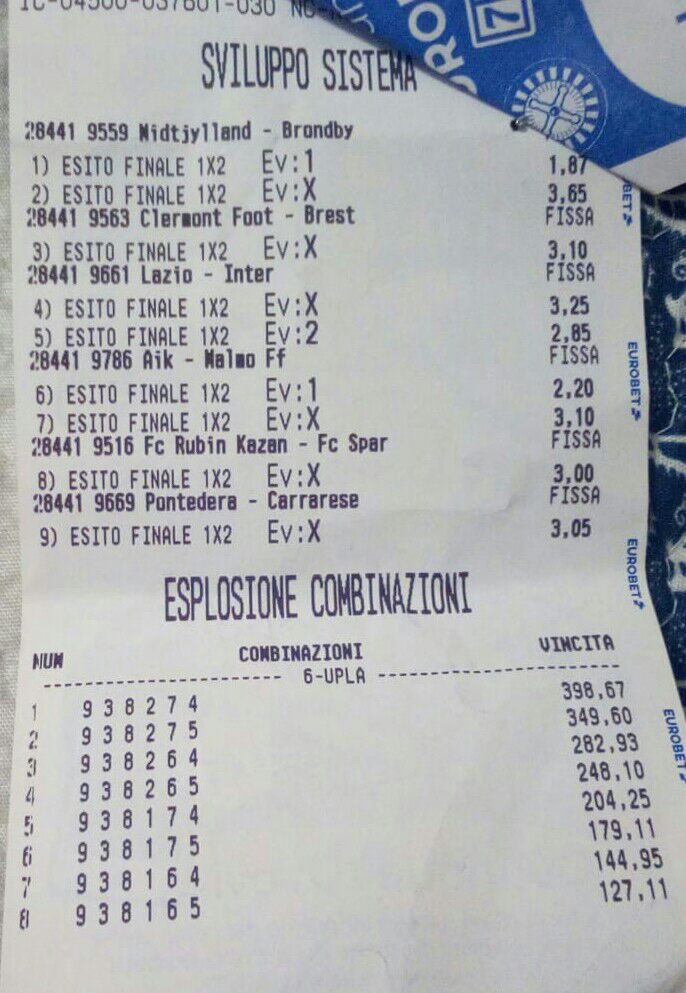 SVILUPPO SISTEMA
28441 9559 Midtjylland - Brondby
1) ESITO FINALE 1X2 Ev:1 1,87
2) ESITO FINALE 1X2 Ev:X 3,65
28441 9563 Clermont Foot - Brest FISSA
3) ESITO FINALE 1X2 Ev:X 3,10
28441 9661 Lazio - Inter FISSA
4) ESITO FINALE 1X2 Ev:X 3,25
5) ESITO FINALE 1X2 Ev:2 2,85
28441 9786 Aik - Malmo Ff FISSA
6) ESITO FINALE 1X2 Ev:1 2,20
7) ESITO FINALE 1X2 Ev:X 3,10
28441 9516 Fc Rubin Kazan - Fc Spar FISSA
8) ESITO FINALE 1X2 Ev:X 3,00
28441 9669 Pontedera - Carrarese FISSA
9) ESITO FINALE 1X2 Ev:X 3,05
ESPLOSIONE COMBINAZIONI
NUM COMBINAZIONI VINCITA
6-UPLA
1 9 3 8 2 7 4 398,67
2 9 3 8 2 7 5 349,60
3 9 3 8 2 6 4 282,93
4 9 3 8 2 6 5 248,10
5 9 3 8 1 7 4 204,25
6 9 3 8 1 7 5 179,11
7 9 3 8 1 6 4 144,95
8 9 3 8 1 6 5 127,11
EUROBET
EUROBET
EUROBET